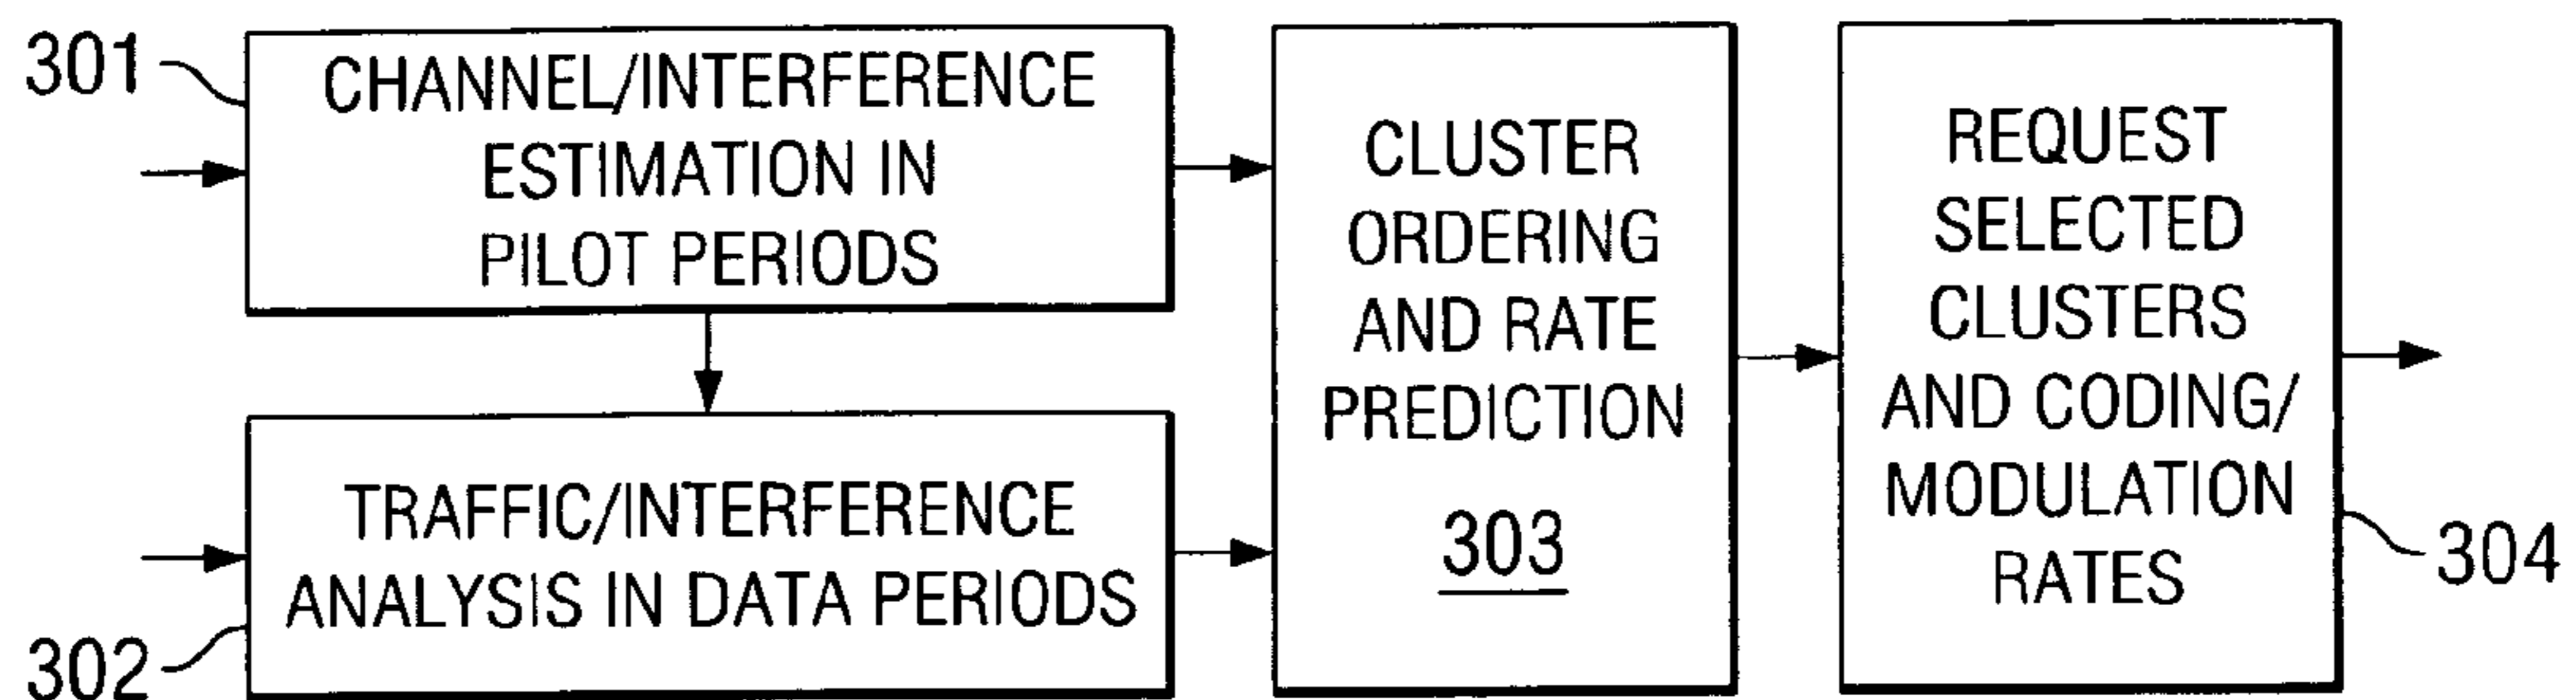 301
CHANNEL/INTERFERENCE
ESTIMATION IN
PILOT PERIODS
302
TRAFFIC/INTERFERENCE
ANALYSIS IN DATA PERIODS
CLUSTER
ORDERING
AND RATE
PREDICTION
303
REQUEST
SELECTED
CLUSTERS
AND CODING/
MODULATION
RATES
304